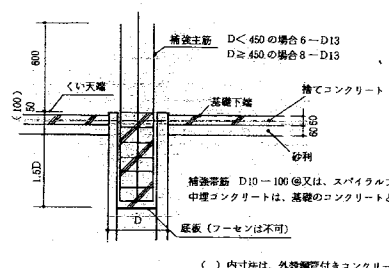 補強主筋 D<450の場合6-D13
D≧450の場合8-D13
600
くい天端
(100)
50
基礎下端
捨てコンクリート
60
60
砂利
1.5D
補強帯筋 D10-100@又は、スパイラル
中埋コンクリートは、基礎のコンクリートと
D
底板(フーセンは不可)
( )内寸法は、外殻鋼管付きコンクリー